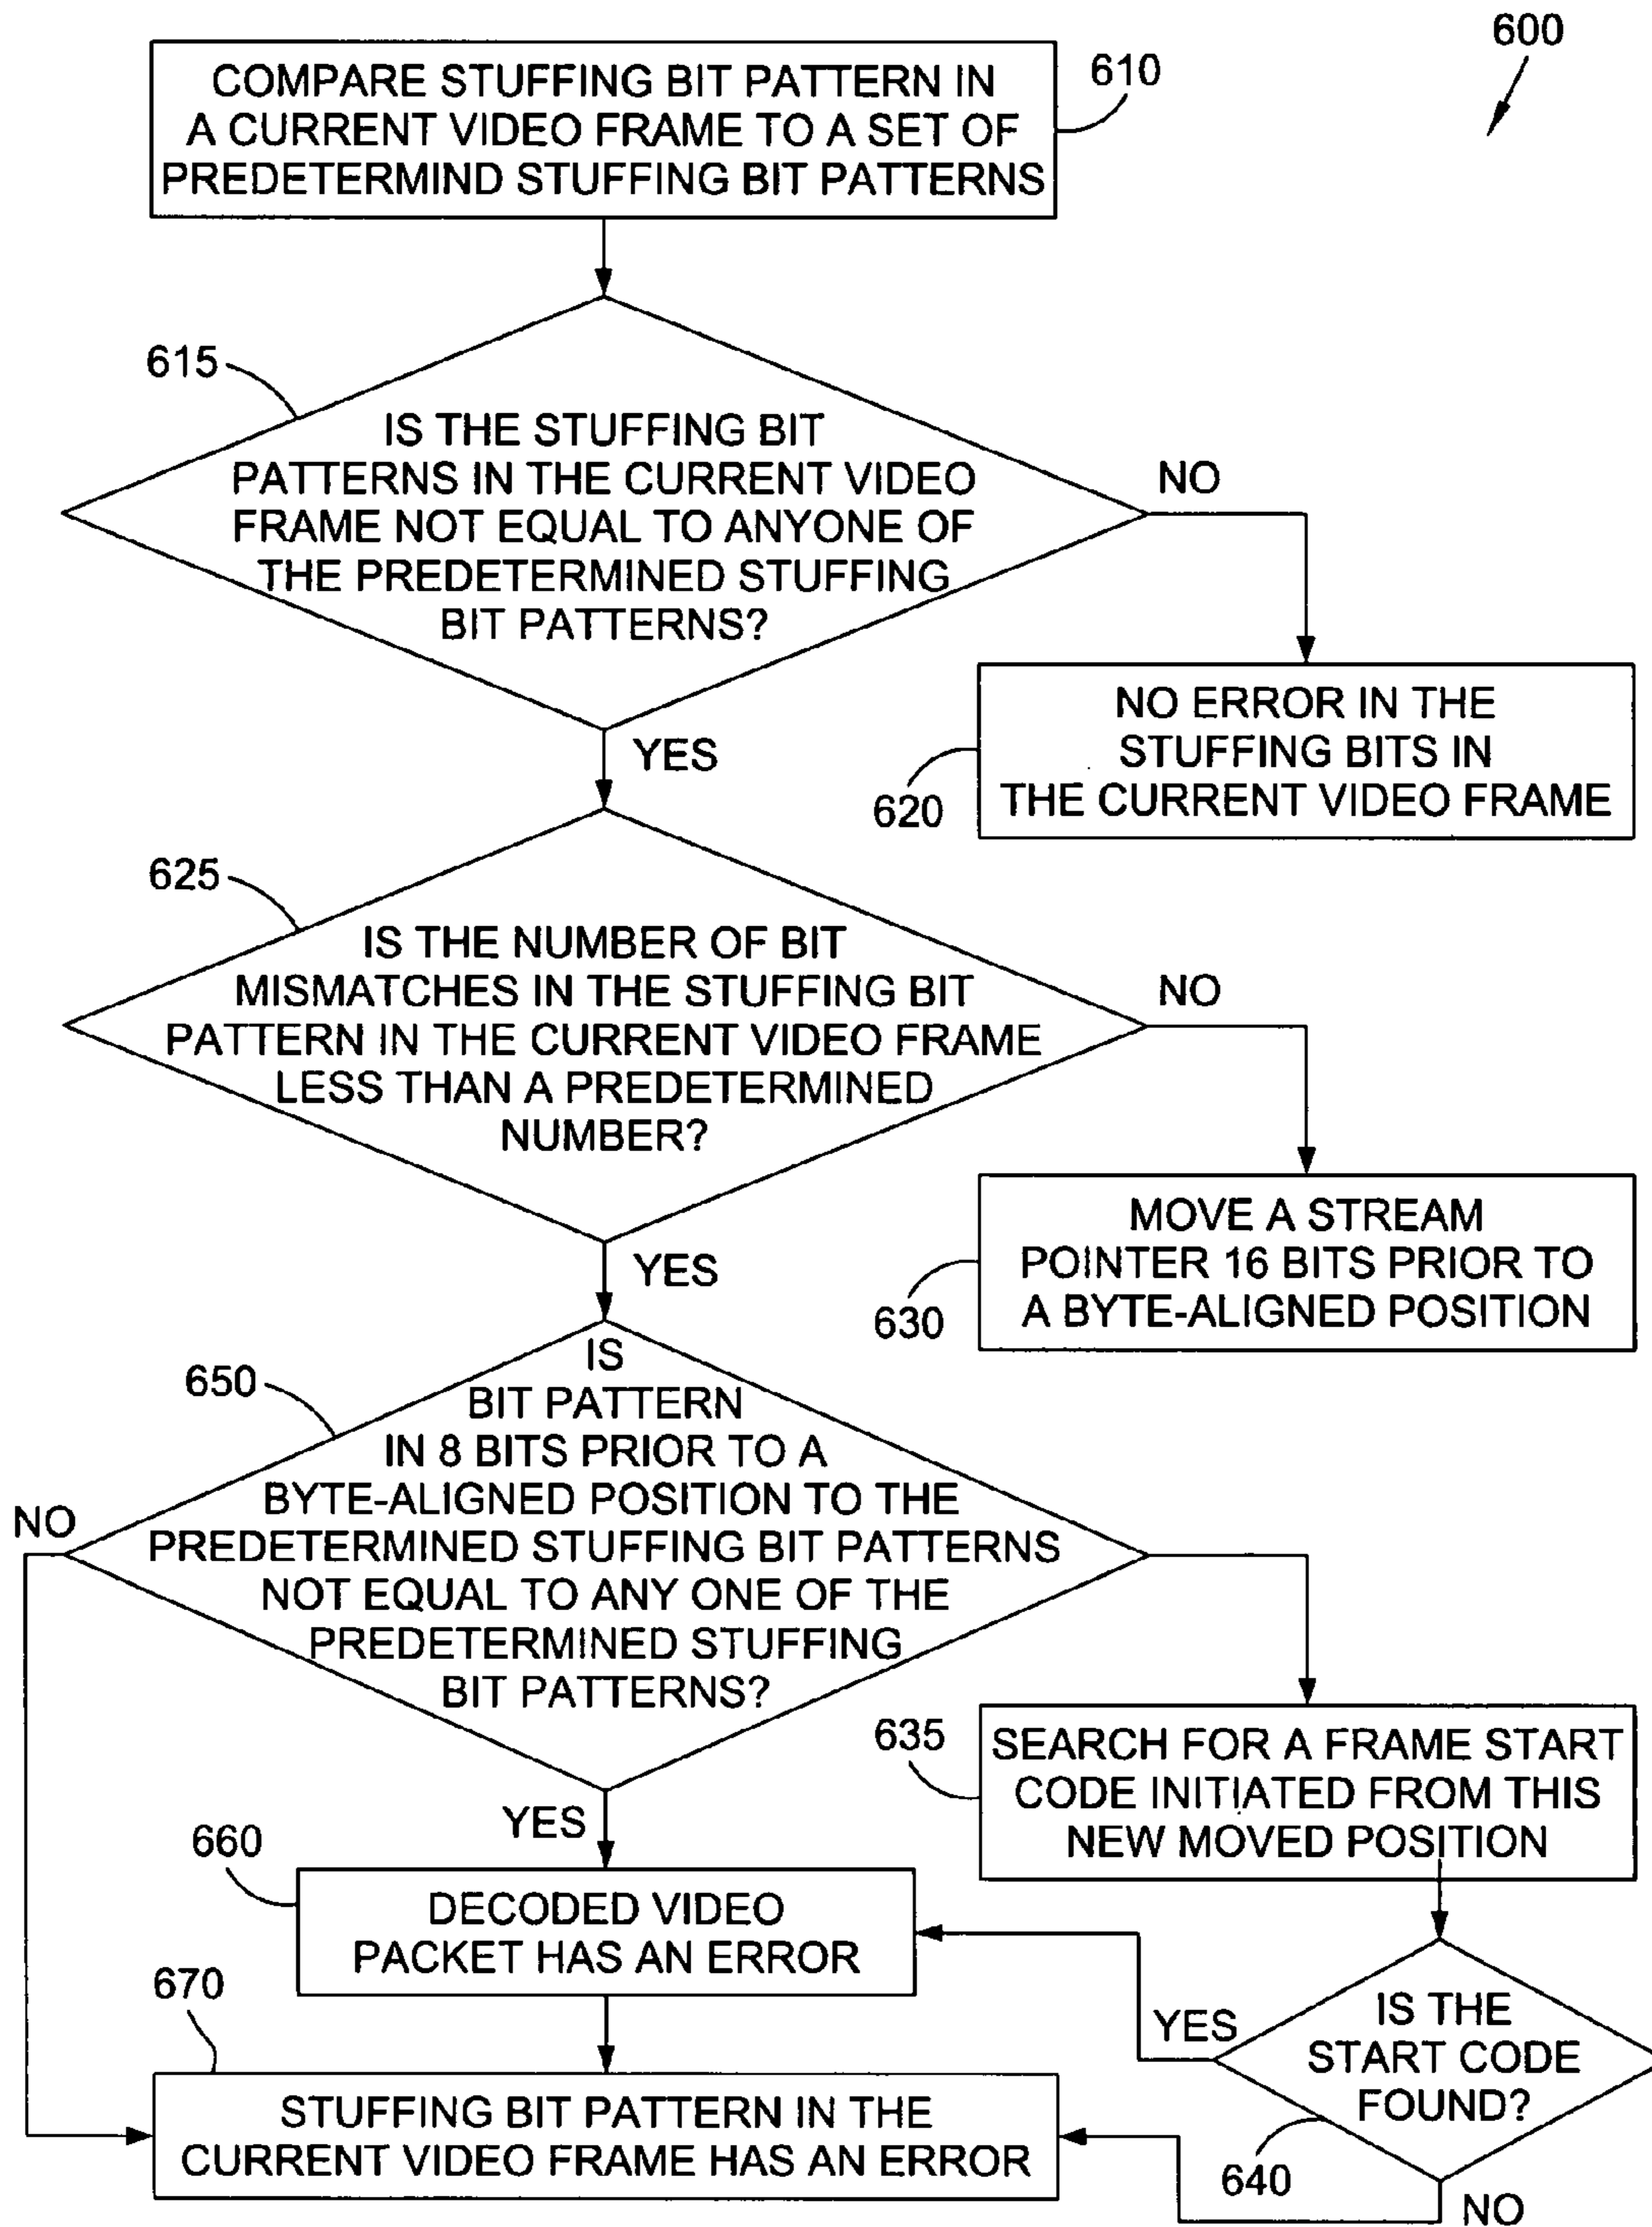 600
COMPARE STUFFING BIT PATTERN IN
A CURRENT VIDEO FRAME TO A SET OF
PREDETERMIND STUFFING BIT PATTERNS
610
615
IS THE STUFFING BIT
PATTERNS IN THE CURRENT VIDEO
FRAME NOT EQUAL TO ANYONE OF
THE PREDETERMINED STUFFING
BIT PATTERNS?
NO
NO ERROR IN THE
STUFFING BITS IN
THE CURRENT VIDEO FRAME
620
YES
625
IS THE NUMBER OF BIT
MISMATCHES IN THE STUFFING BIT
PATTERN IN THE CURRENT VIDEO FRAME
LESS THAN A PREDETERMINED
NUMBER?
NO
MOVE A STREAM
POINTER 16 BITS PRIOR TO
A BYTE-ALIGNED POSITION
630
YES
650
IS
BIT PATTERN
IN 8 BITS PRIOR TO A
BYTE-ALIGNED POSITION TO THE
PREDETERMINED STUFFING BIT PATTERNS
NOT EQUAL TO ANY ONE OF THE
PREDETERMINED STUFFING
BIT PATTERNS?
NO
635
SEARCH FOR A FRAME START
CODE INITIATED FROM THIS
NEW MOVED POSITION
YES
660
DECODED VIDEO
PACKET HAS AN ERROR
670
YES
IS THE
START CODE
FOUND?
STUFFING BIT PATTERN IN THE
CURRENT VIDEO FRAME HAS AN ERROR
640
NO